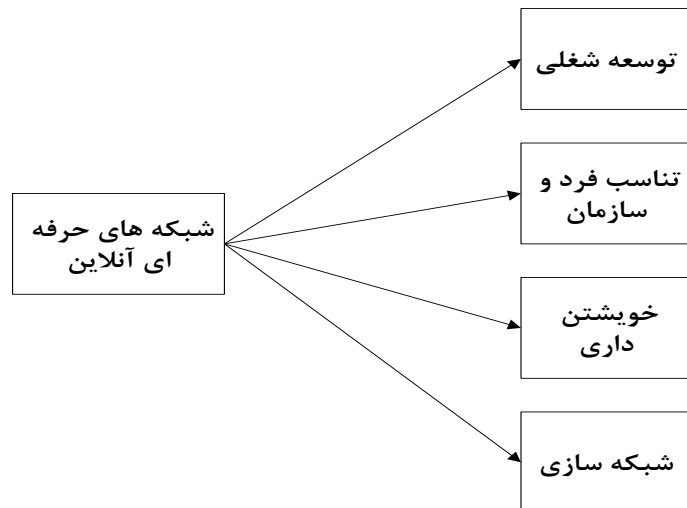 توسعه شغلی
تناسب فرد و
سازمان
شبکه های حرفه
ای آنلاین
خویشتن
داری
شبکه سازی